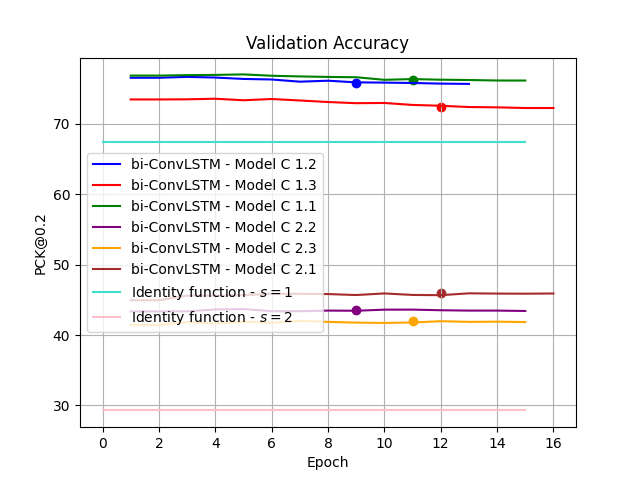 Validation Accuracy
PCK@0.2
70
60
50
40
30
bi-ConvLSTM - Model C 1.2
bi-ConvLSTM - Model C 1.3
bi-ConvLSTM - Model C 1.1
bi-ConvLSTM - Model C 2.2
bi-ConvLSTM - Model C 2.3
bi-ConvLSTM - Model C 2.1
Identity function - s = 1
Identity function - s = 2
0 2 4 6 8 10 12 14 16
Epoch